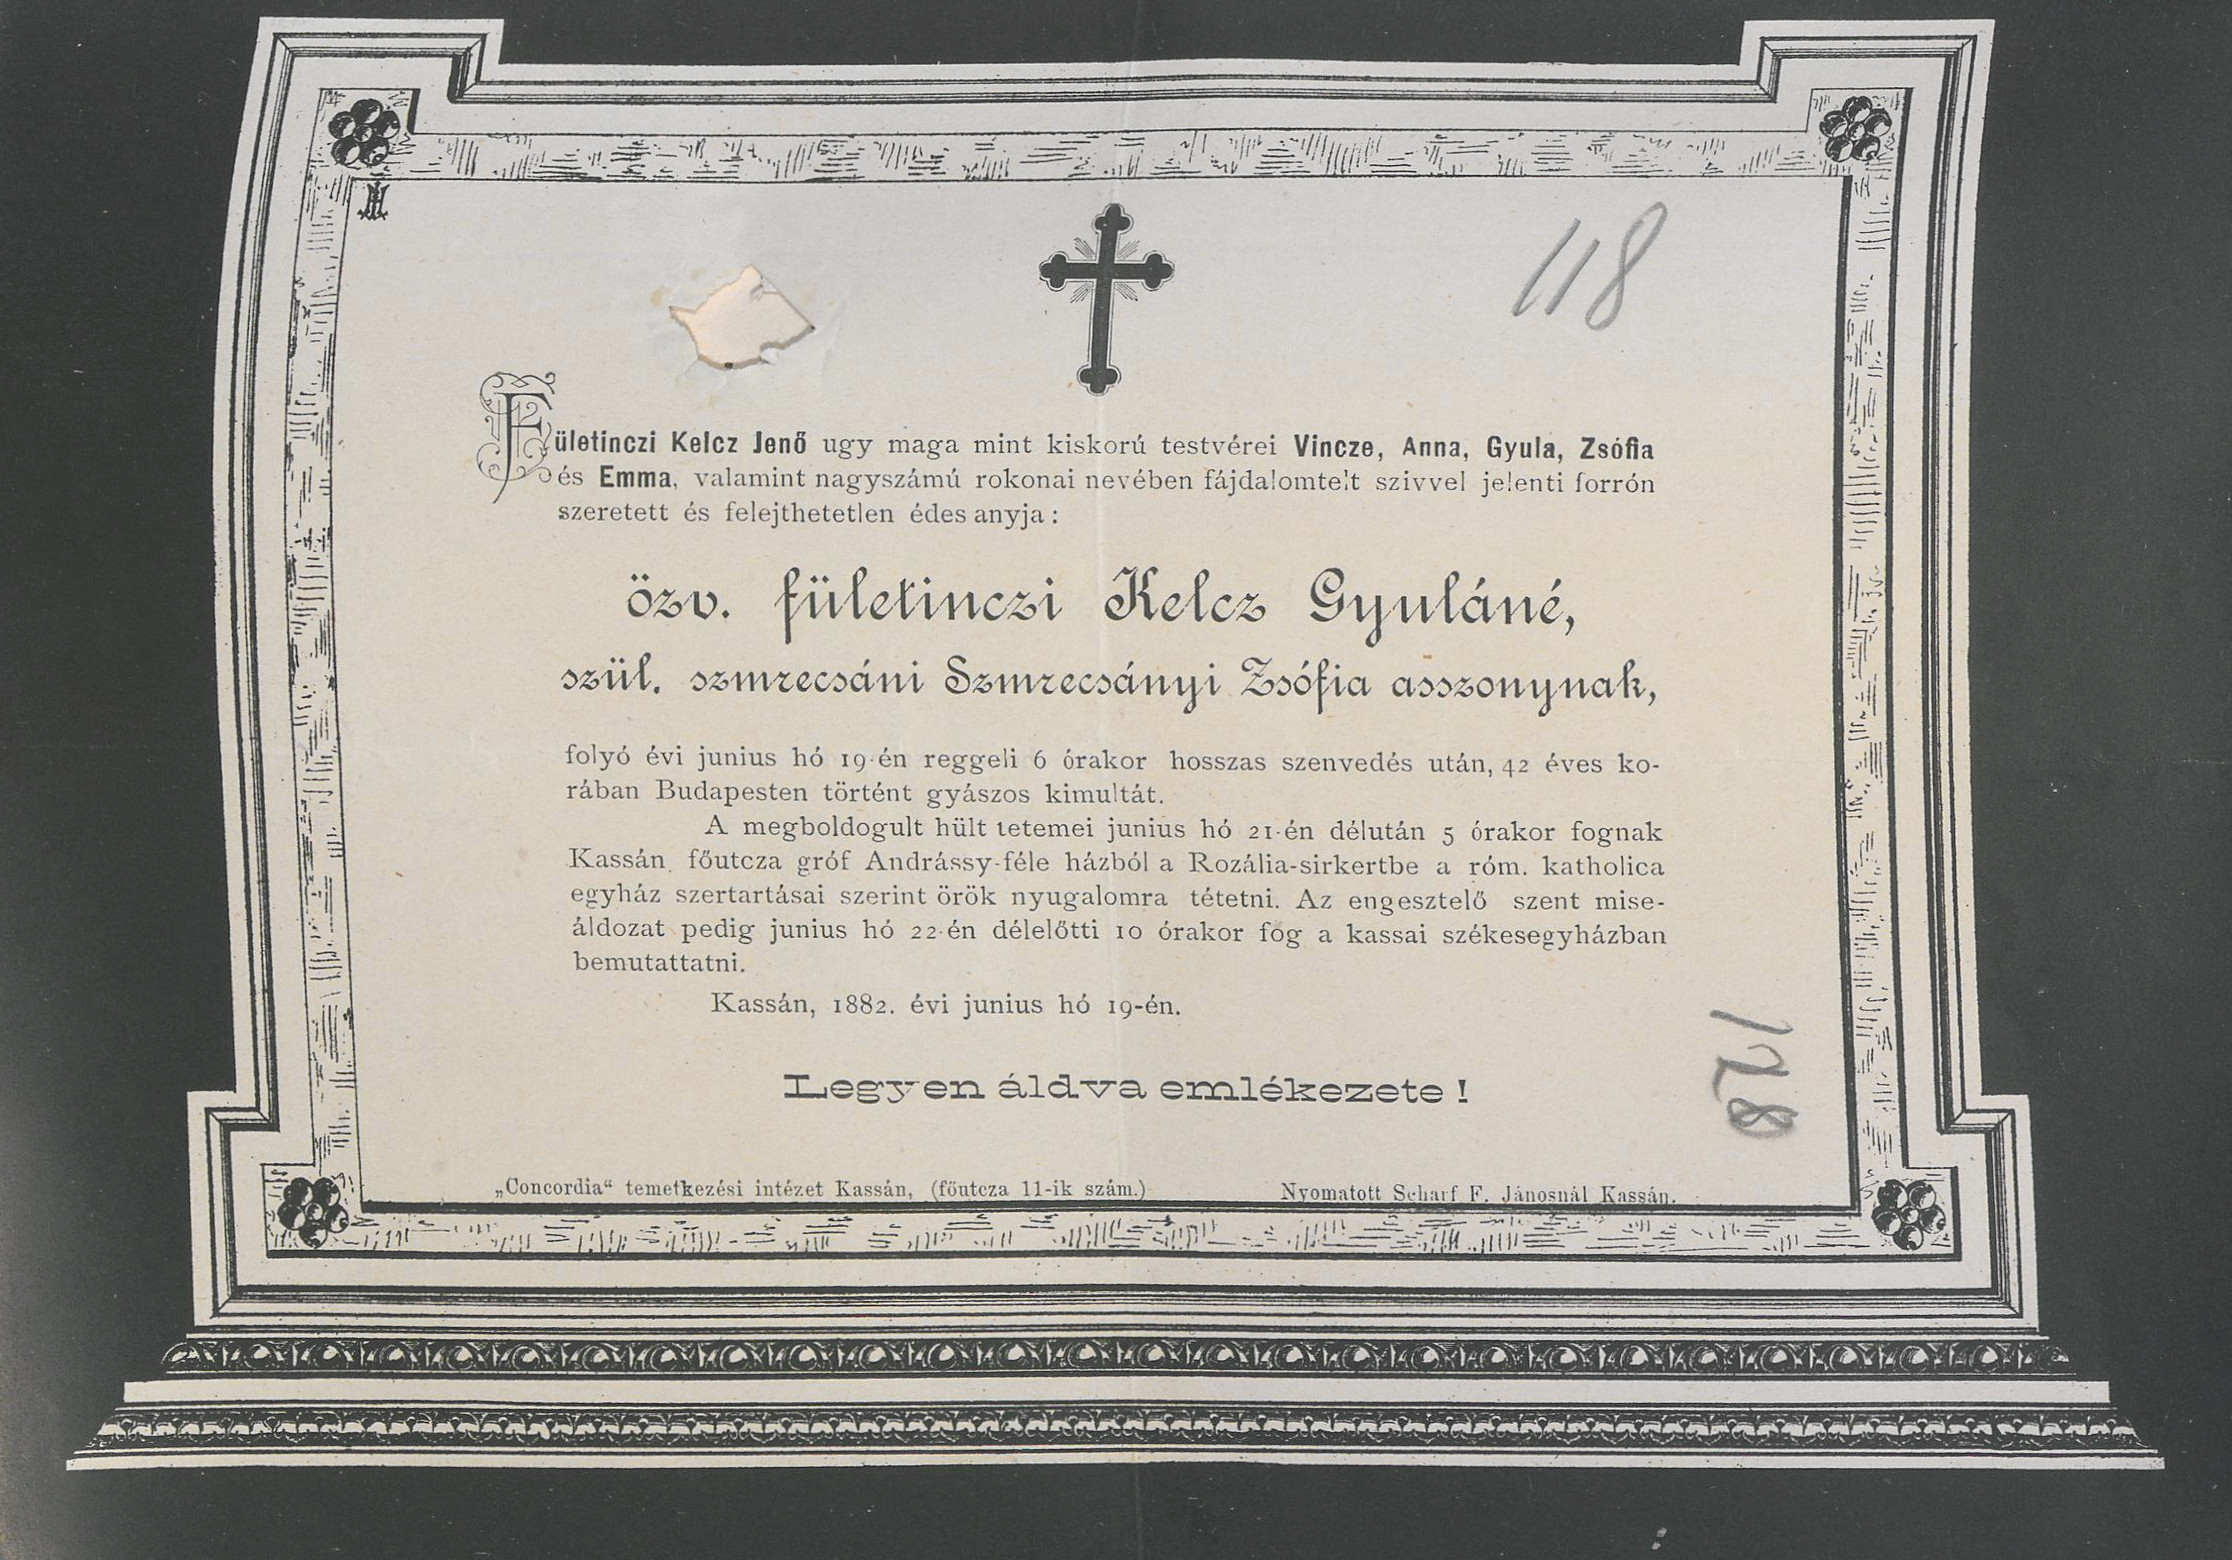 118
Fületinczi Kelcz Jenő ugy maga mint kiskorú testvérei Vincze, Anna, Gyula, Zsófia
és Emma, valamint nagyszámú rokonai nevében fájdalomtelt szivvel jelenti forrón
szeretett és felejthetetlen édes anyja:
özv. fületinczi Kelcz Gyuláné,
szül. szmrecsáni Szmrecsányi Zsófia asszonynak,
folyó évi junius hó 19-én reggeli 6 órakor hosszas szenvedés után, 42 éves ko-
rában Budapesten történt gyászos kimultát.
A megboldogult hült tetemei junius hó 21-én délután 5 órakor fognak
Kassán, főutcza gróf Andrássy-féle házból a Rozália-sirkertbe a róm. katholica
egyház szertartásai szerint örök nyugalomra tétetni. Az engesztelő szent mise-
áldozat pedig junius hó 22-én délelőtti 10 órakor fog a kassai székesegyházban
bemutattatni.
Kassán, 1882. évi junius hó 19-én.
128
Legyen áldva emlékezete!
„Concordia“ temetkezési intézet Kassán, (főutcza 11-ik szám.)
Nyomatott Scharf F. Jánosnál Kassán.